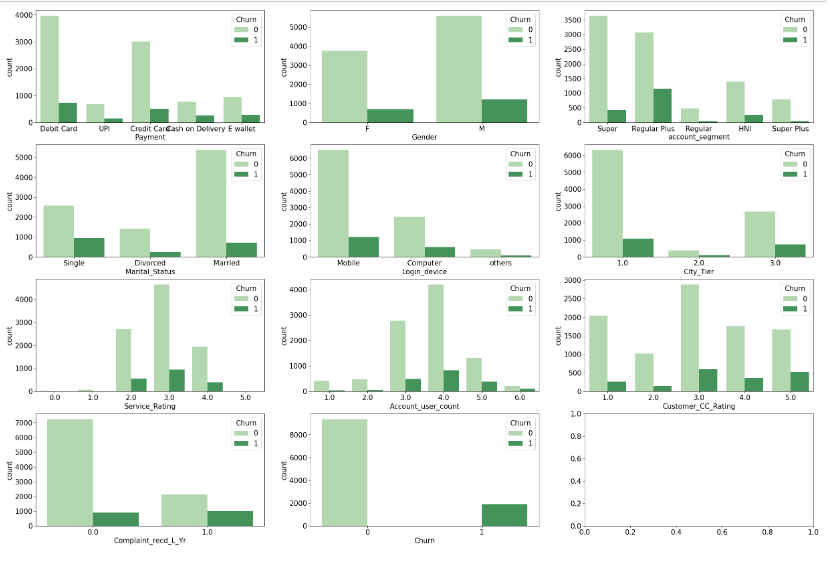 Churn
0
1
4000
3000
2000
1000
0
count
Debit Card UPI Credit Card Cash on Delivery E wallet
Payment
Churn
0
1
5000
4000
3000
2000
1000
0
count
F M
Gender
Churn
0
1
3500
3000
2500
2000
1500
1000
500
0
count
Super Regular Plus Regular HNI Super Plus
account_segment
Churn
0
1
5000
4000
3000
2000
1000
0
count
Single Divorced Married
Marital_Status
Churn
0
1
6000
5000
4000
3000
2000
1000
0
count
Mobile Computer others
Login_device
Churn
0
1
6000
5000
4000
3000
2000
1000
0
count
1.0 2.0 3.0
City_Tier
Churn
0
1
4000
3000
2000
1000
0
count
0.0 1.0 2.0 3.0 4.0 5.0
Service_Rating
Churn
0
1
4000
3000
2000
1000
0
count
1.0 2.0 3.0 4.0 5.0 6.0
Account_user_count
Churn
0
1
3000
2500
2000
1500
1000
500
0
count
1.0 2.0 3.0 4.0 5.0
Customer_CC_Rating
Churn
0
1
7000
6000
5000
4000
3000
2000
1000
0
count
0.0 1.0
Complaint_recd_L_Yr
Churn
0
1
8000
6000
4000
2000
0
count
0 1
Churn
1.0
0.8
0.6
0.4
0.2
0.0
0.0 0.2 0.4 0.6 0.8 1.0